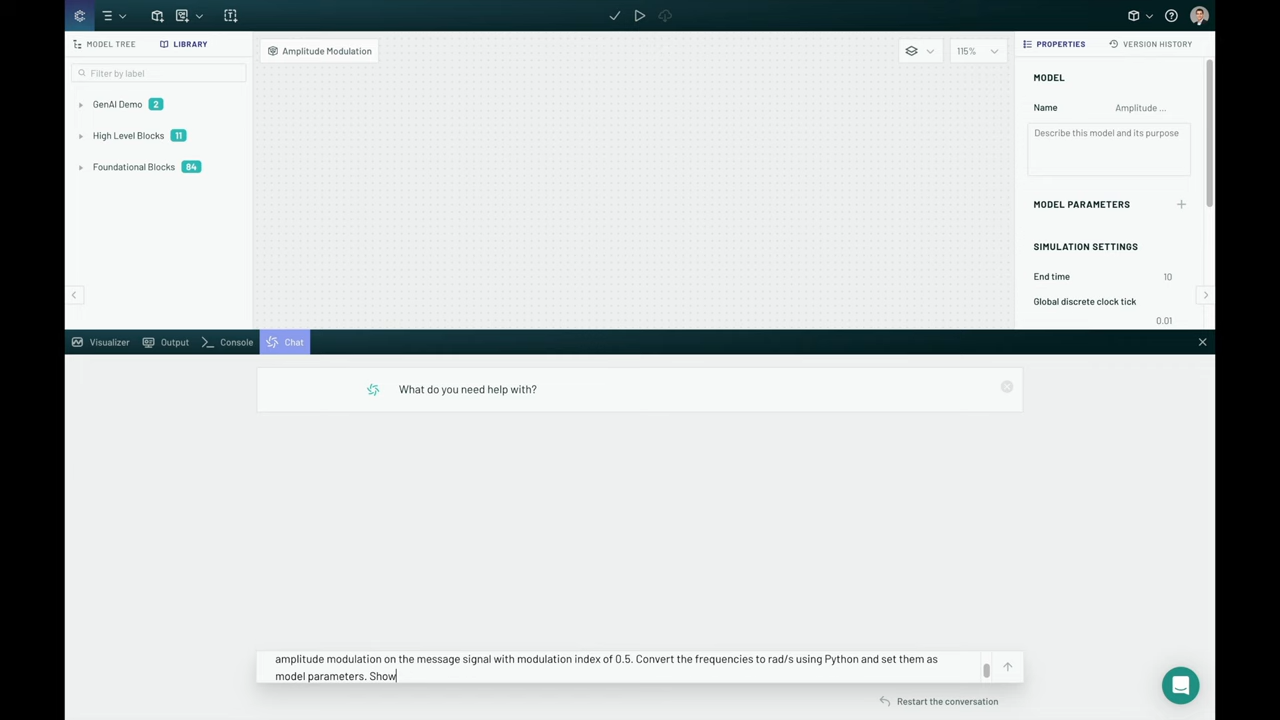 MODEL TREE
LIBRARY
Amplitude Modulation
115%
PROPERTIES
VERSION HISTORY
Filter by label
GenAI Demo 2
High Level Blocks 11
Foundational Blocks 84
MODEL
Name Amplitude ...
Describe this model and its purpose
MODEL PARAMETERS
SIMULATION SETTINGS
End time 10
Global discrete clock tick
0.01
Visualizer
Output
Console
Chat
What do you need help with?
amplitude modulation on the message signal with modulation index of 0.5. Convert the frequencies to rad/s using Python and set them as
model parameters. Show
Restart the conversation